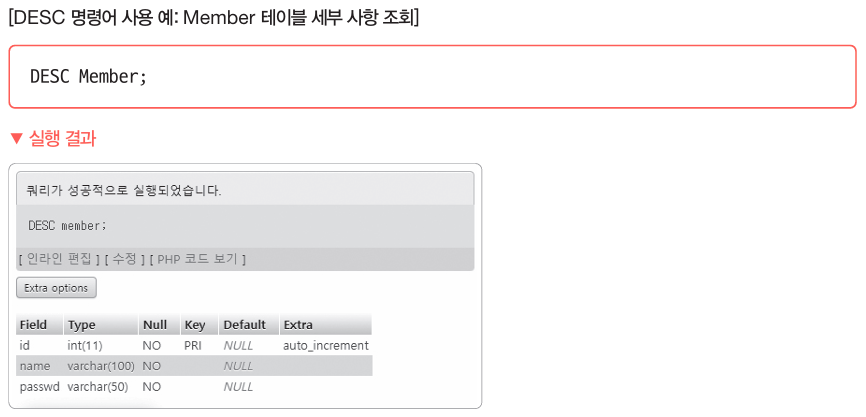 [DESC 명령어 사용 예: Member 테이블 세부 사항 조회]
DESC Member;
▼ 실행 결과
쿼리가 성공적으로 실행되었습니다.
DESC member;
[ 인라인 편집 ] [ 수정 ] [ PHP 코드 보기 ]
Extra options
Field Type Null Key Default Extra
id int(11) NO PRI NULL auto_increment
name varchar(100) NO NULL
passwd varchar(50) NO NULL